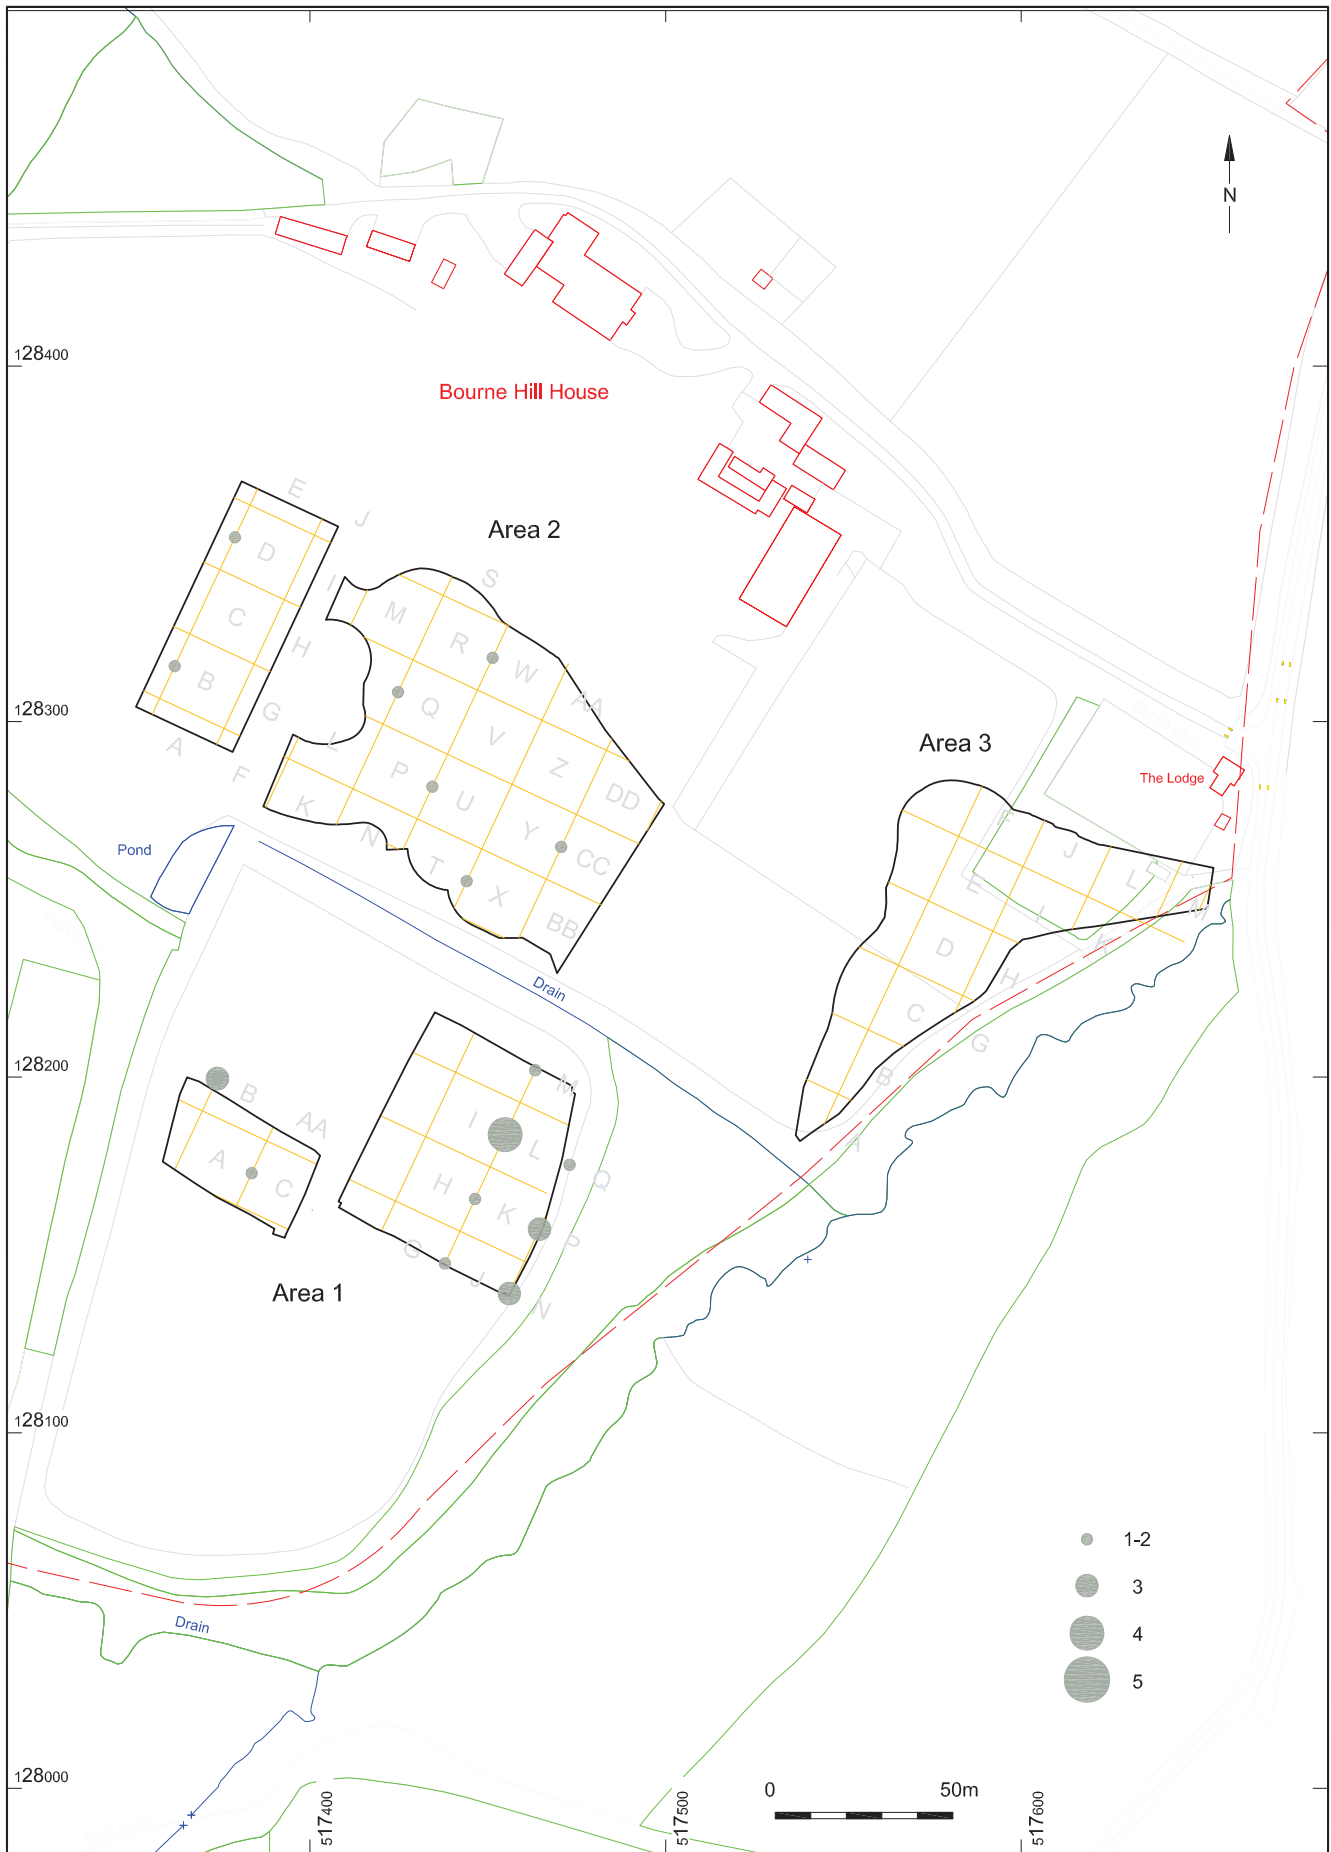 N
128400
Bourne Hill House
Area 2
E
J
D
I
S
C
M
H
R
W
B
Q
AA
G
V
A
L
F
P
Z
K
U
DD
N
Y
CC
T
X
BB
128300
Area 3
The Lodge
F
J
L
E
I
M
D
K
H
C
G
B
A
Pond
Drain
128200
B
AA
A
C
M
I
L
Q
H
K
P
G
J
N
Area 1
128100
Drain
1-2
3
4
5
128000
517400
517500
517600
0 50m